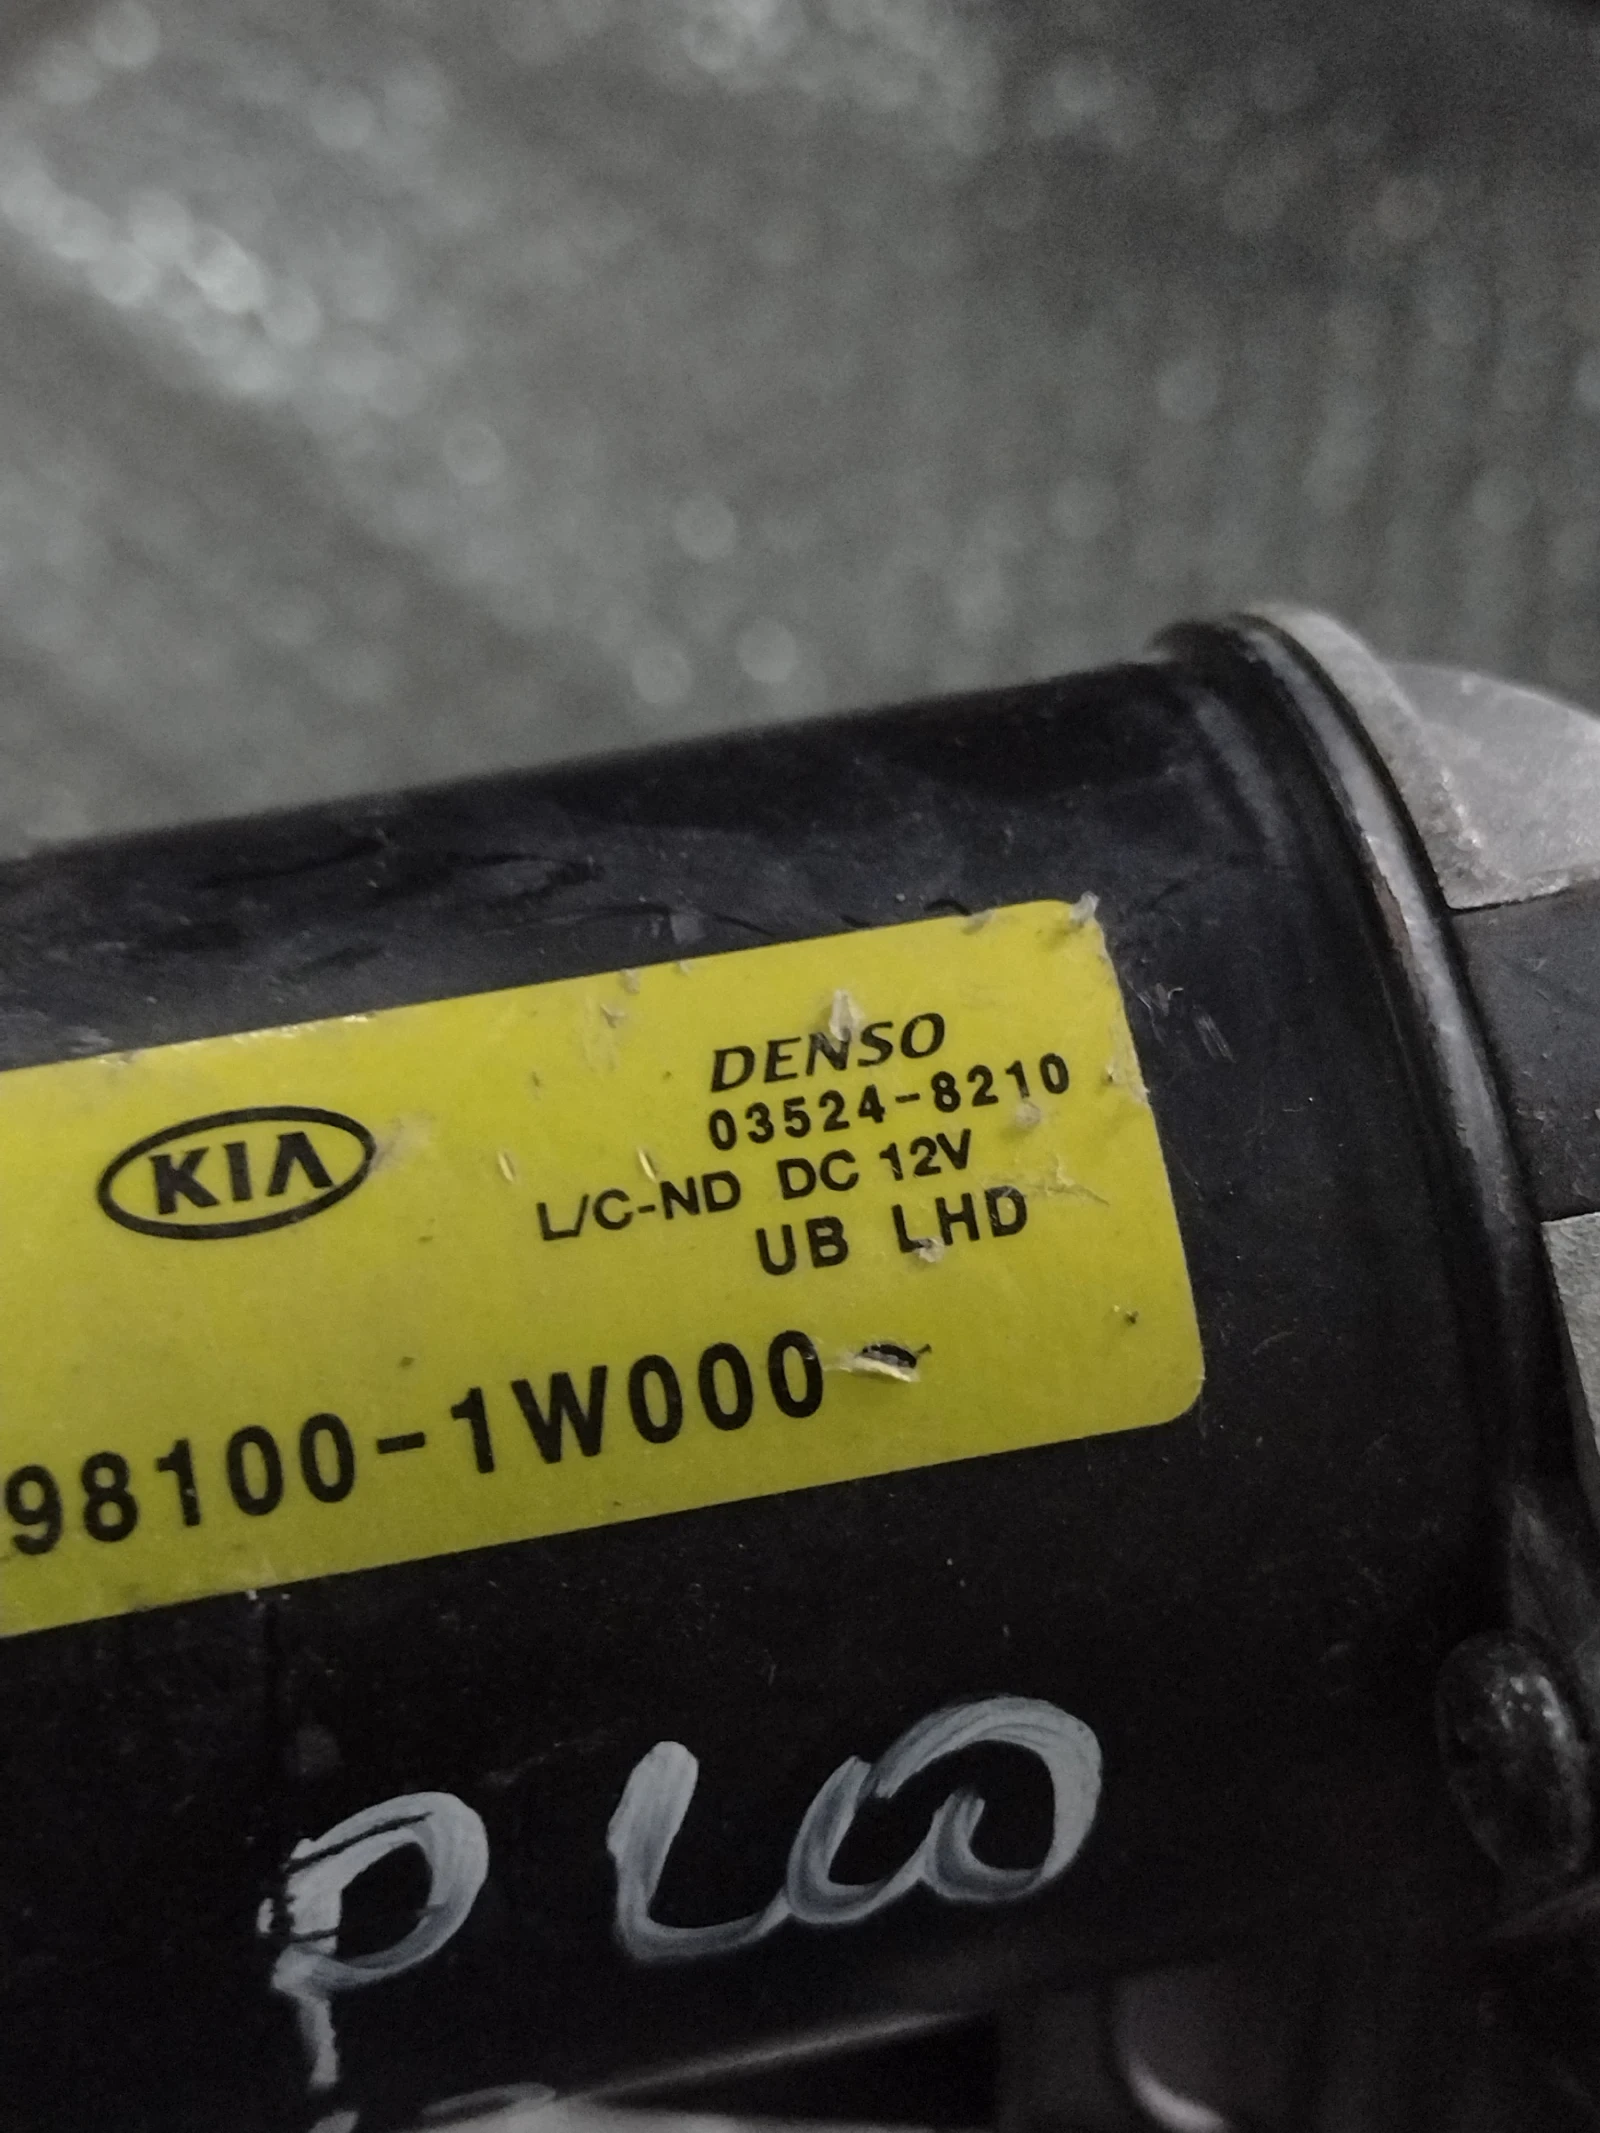 DENSO
03524-8210
KIA
L/C-ND DC 12V
UB LHD
98100-1W000